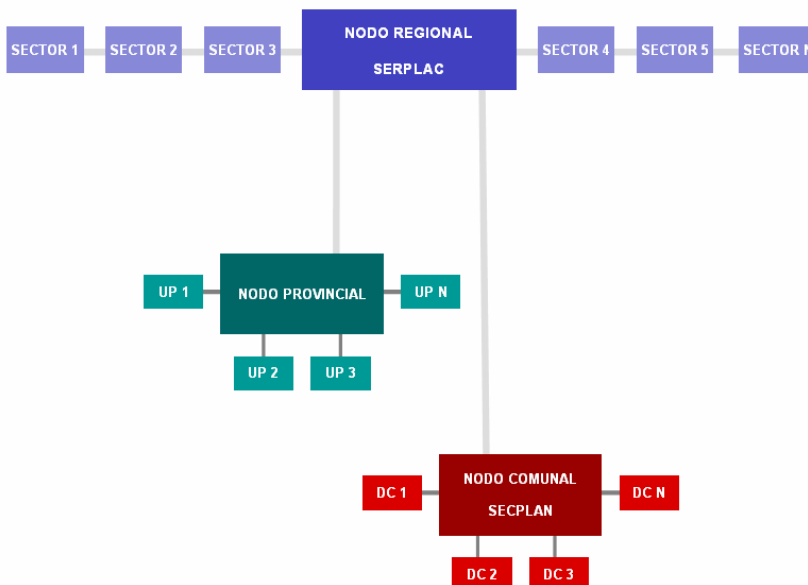 NODO REGIONAL
SERPLAC
SECTOR 1
SECTOR 2
SECTOR 3
SECTOR 4
SECTOR 5
SECTOR N
NODO PROVINCIAL
UP 1
UP N
UP 2
UP 3
NODO COMUNAL
SECPLAN
DC 1
DC N
DC 2
DC 3